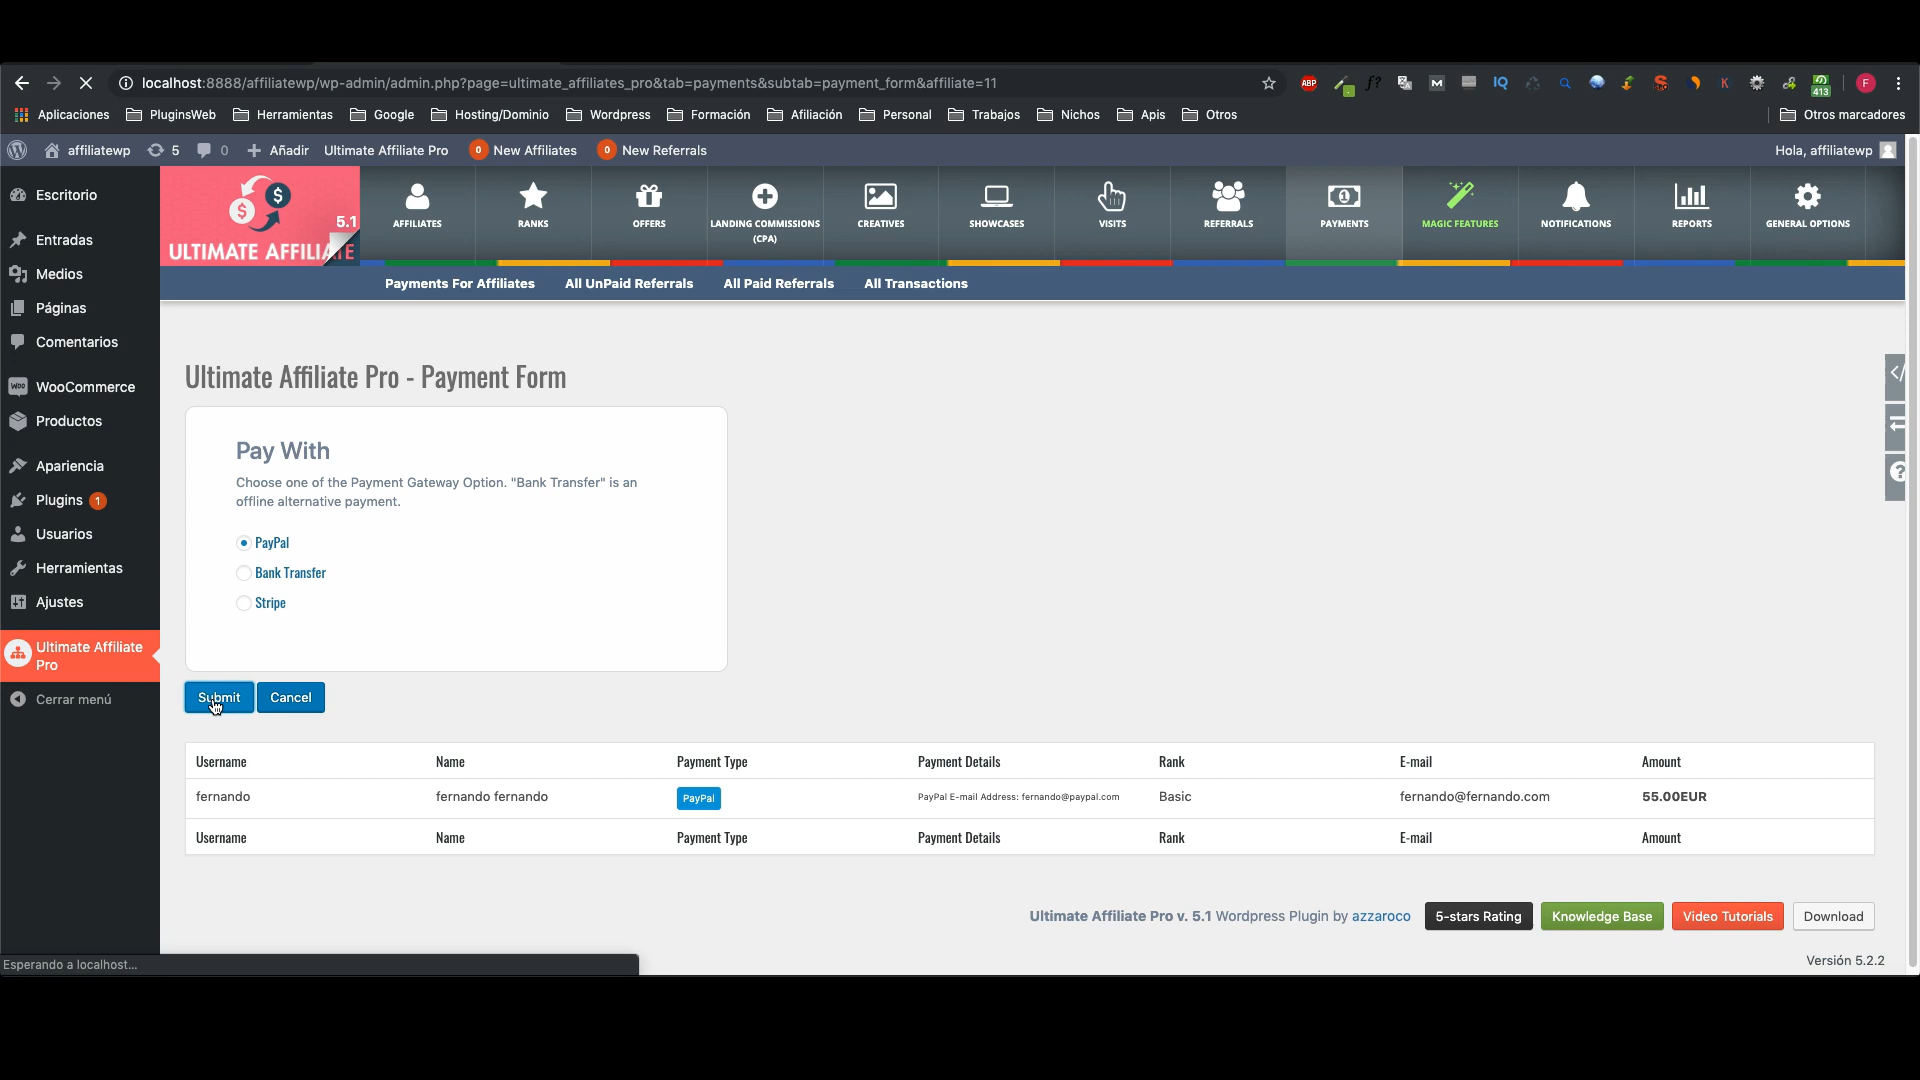 localhost:8888/affiliatewp/wp-admin/admin.php?page=ultimate_affiliates_pro&tab=payments&subtab=payment_form&affiliate=11
ABP
f?
M
IQ
K
413
F
Aplicaciones
PluginsWeb
Herramientas
Google
Hosting/Dominio
Wordpress
Formación
Afiliación
Personal
Trabajos
Nichos
Apis
Otros
Otros marcadores
affiliatewp
5
0
Añadir
Ultimate Affiliate Pro
0 New Affiliates
0 New Referrals
Hola, affiliatewp
Escritorio
Entradas
Medios
Páginas
Comentarios
WooCommerce
Productos
Apariencia
Plugins 1
Usuarios
Herramientas
Ajustes
Ultimate Affiliate
Pro
Cerrar menú
5.1
ULTIMATE AFFILIATE
AFFILIATES
RANKS
OFFERS
LANDING COMMISSIONS
(CPA)
CREATIVES
SHOWCASES
VISITS
REFERRALS
PAYMENTS
MAGIC FEATURES
NOTIFICATIONS
REPORTS
GENERAL OPTIONS
Payments For Affiliates
All UnPaid Referrals
All Paid Referrals
All Transactions
Ultimate Affiliate Pro - Payment Form
Pay With
Choose one of the Payment Gateway Option. "Bank Transfer" is an
offline alternative payment.
PayPal
Bank Transfer
Stripe
Submit
Cancel
Username Name Payment Type Payment Details Rank E-mail Amount
fernando fernando fernando PayPal PayPal E-mail Address: fernando@paypal.com Basic fernando@fernando.com 55.00EUR
Username Name Payment Type Payment Details Rank E-mail Amount
Ultimate Affiliate Pro v. 5.1 Wordpress Plugin by azzaroco
5-stars Rating
Knowledge Base
Video Tutorials
Download
Esperando a localhost...
Versión 5.2.2